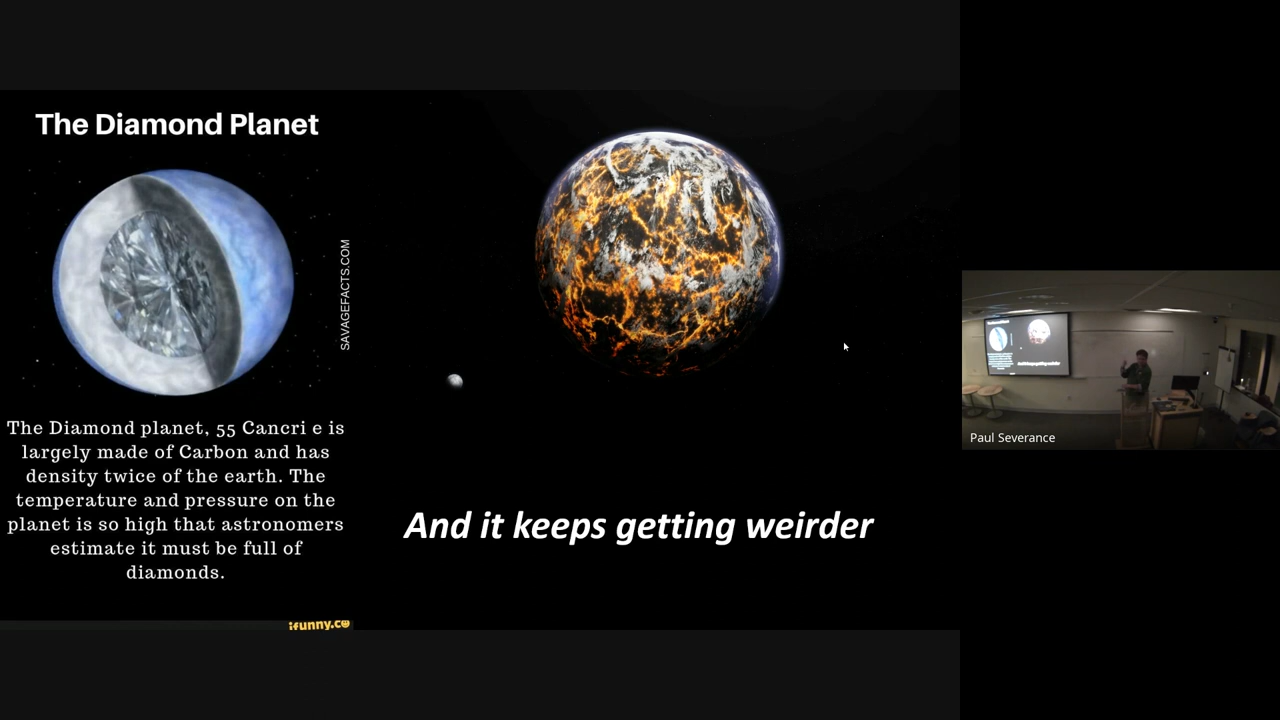 The Diamond Planet
SAVAGEFACTS.COM
The Diamond planet, 55 Cancri e is
largely made of Carbon and has
density twice of the earth. The
temperature and pressure on the
planet is so high that astronomers
estimate it must be full of
diamonds.
ifunny.co
And it keeps getting weirder
Paul Severance